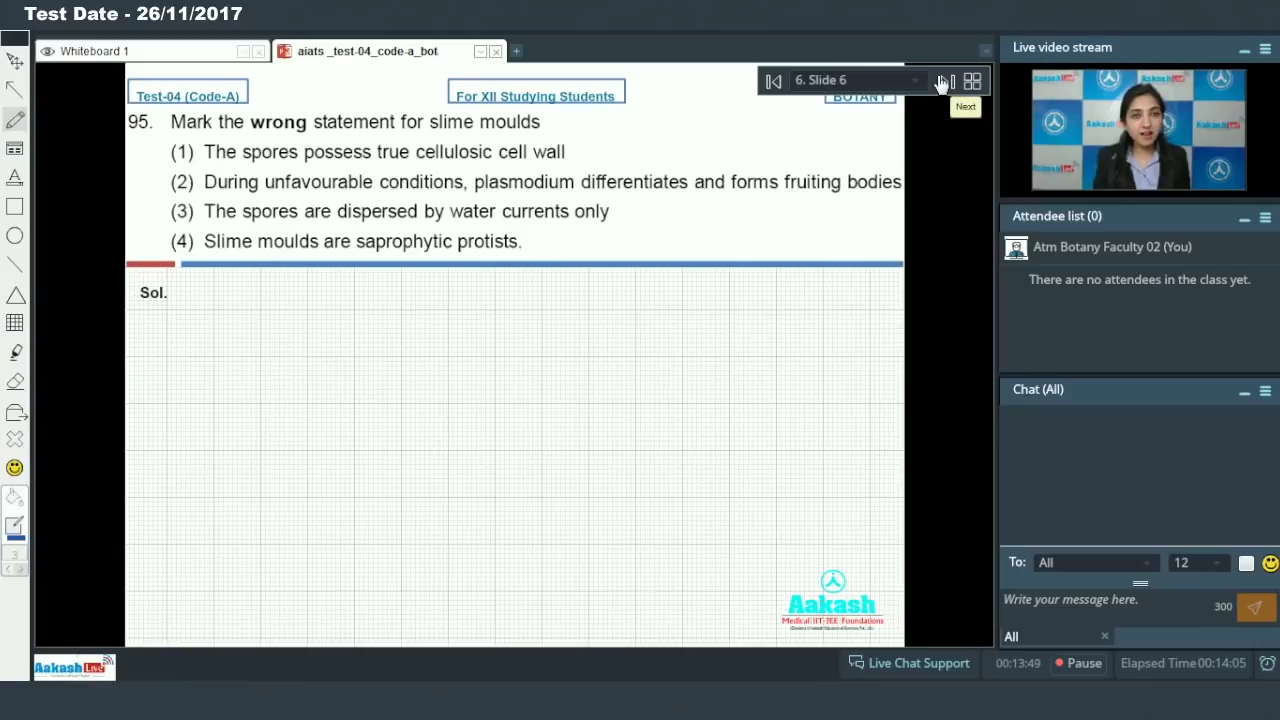 Test Date - 26/11/2017
Whiteboard 1
aiats _test-04_code-a_bot
Test-04 (Code-A)
For XII Studying Students
BOTANY
6. Slide 6
Next
95. Mark the wrong statement for slime moulds
(1) The spores possess true cellulosic cell wall
(2) During unfavourable conditions, plasmodium differentiates and forms fruiting bodies
(3) The spores are dispersed by water currents only
(4) Slime moulds are saprophytic protists.
Sol.
Aakash
Medical|IIT-JEE|Foundations
Live video stream
Attendee list (0)
Atm Botany Faculty 02 (You)
There are no attendees in the class yet.
Chat (All)
To: All 12
Write your message here.
300
All
3
Aakash Live
Live Chat Support
00:13:49
Pause
Elapsed Time 00:14:05